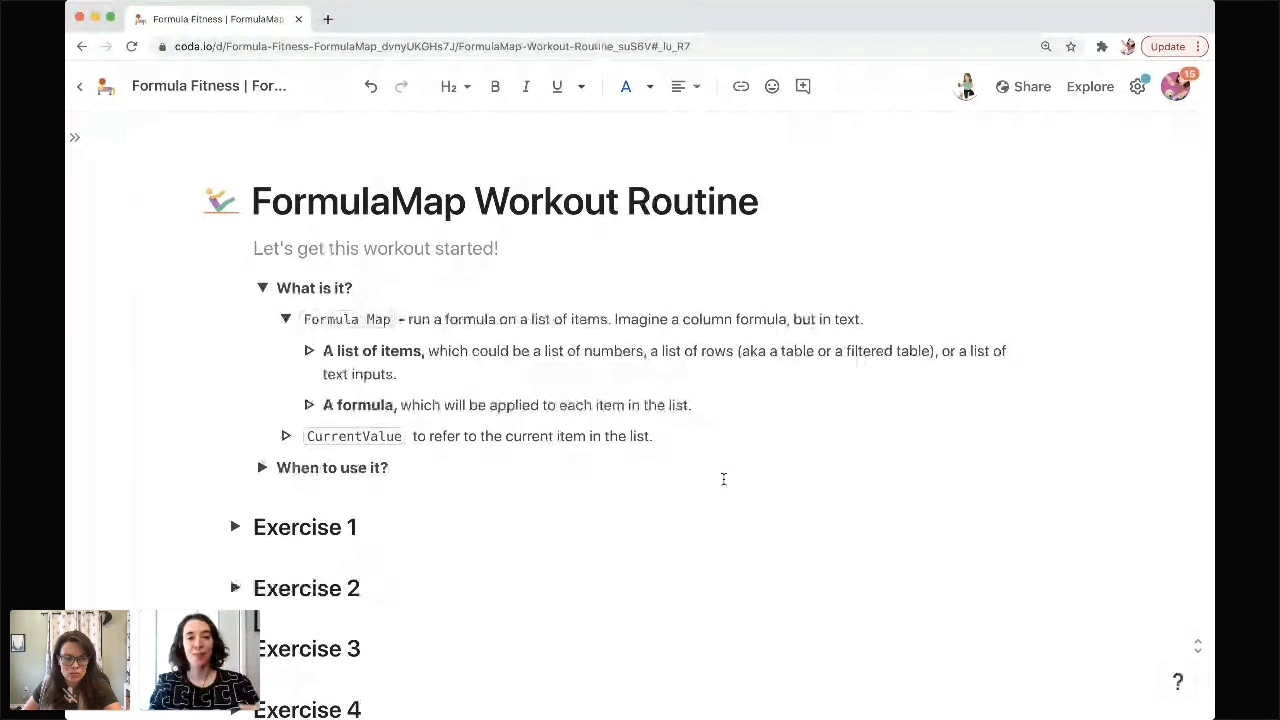 Formula Fitness | FormulaMap
coda.io/d/Formula-Fitness-FormulaMap_dvnyUKGHs7J/FormulaMap-Workout-Routine_suS6V#_lu_R7
Update
Formula Fitness | For...
H2
B
I
U
A
Share
Explore
15
FormulaMap Workout Routine
Let's get this workout started!
What is it?
Formula Map - run a formula on a list of items. Imagine a column formula, but in text.
A list of items, which could be a list of numbers, a list of rows (aka a table or a filtered table), or a list of
text inputs.
A formula, which will be applied to each item in the list.
CurrentValue to refer to the current item in the list.
When to use it?
Exercise 1
Exercise 2
Exercise 3
Exercise 4
?